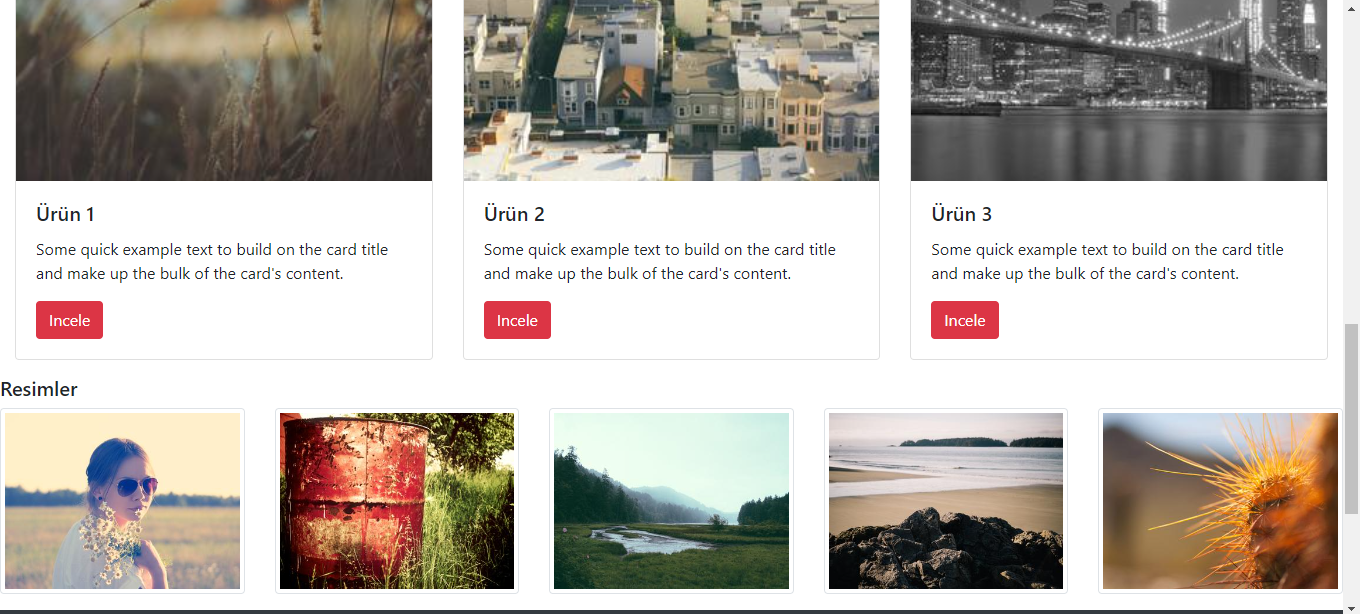 Ürün 1
Some quick example text to build on the card title
and make up the bulk of the card's content.
Incele
Ürün 2
Some quick example text to build on the card title
and make up the bulk of the card's content.
Incele
Ürün 3
Some quick example text to build on the card title
and make up the bulk of the card's content.
Incele
Resimler